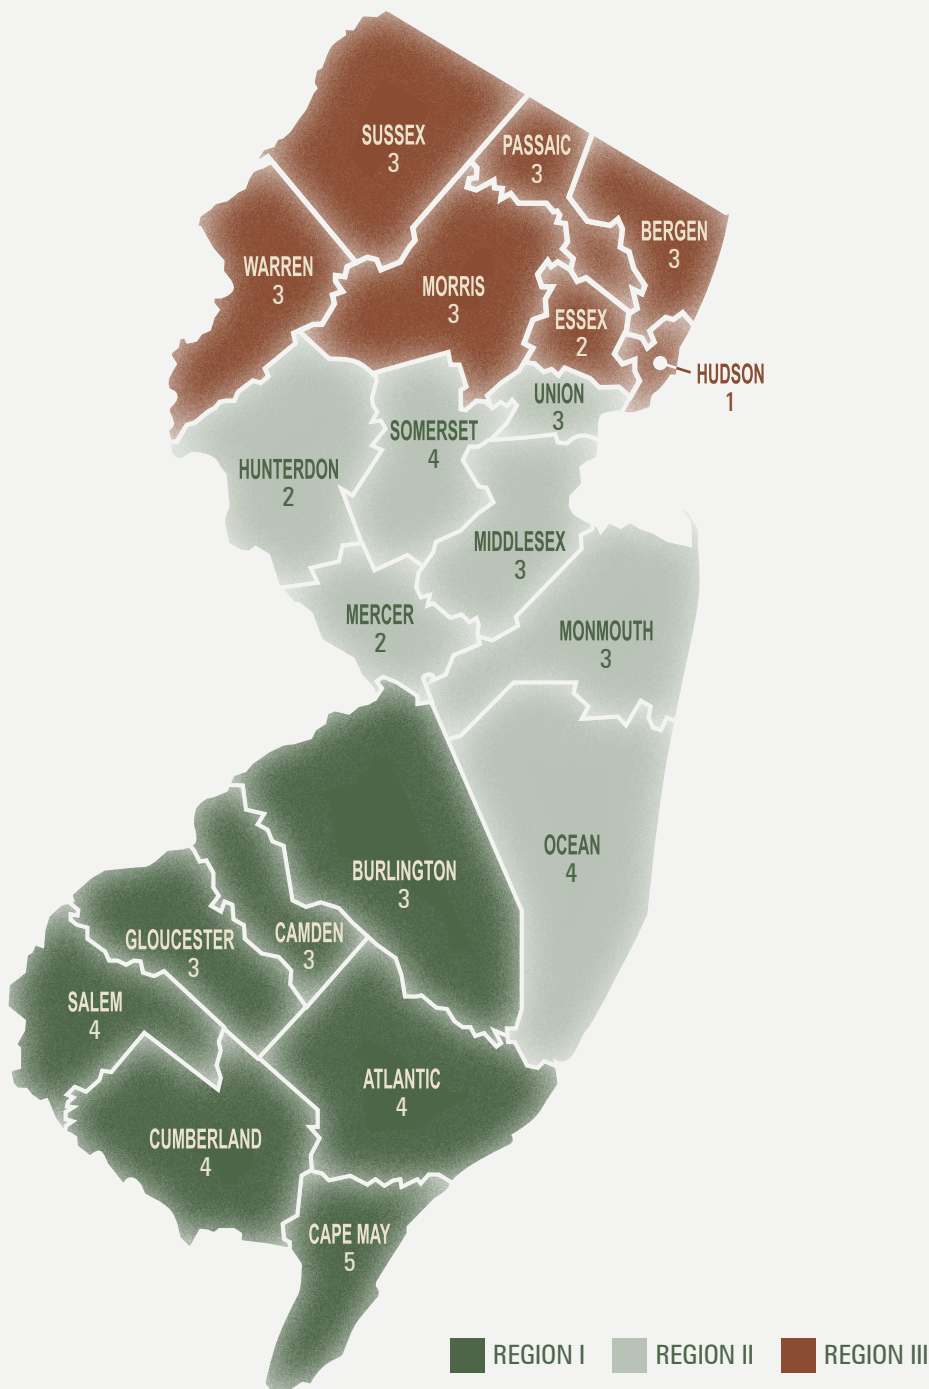 SUSSEX
3
PASSAIC
3
BERGEN
3
WARREN
3
MORRIS
3
ESSEX
2
HUDSON
1
UNION
3
SOMERSET
4
HUNTERDON
2
MIDDLESEX
3
MERCER
2
MONMOUTH
3
OCEAN
4
BURLINGTON
3
CAMDEN
3
GLOUCESTER
3
SALEM
4
ATLANTIC
4
CUMBERLAND
4
CAPE MAY
5
REGION I
REGION II
REGION III